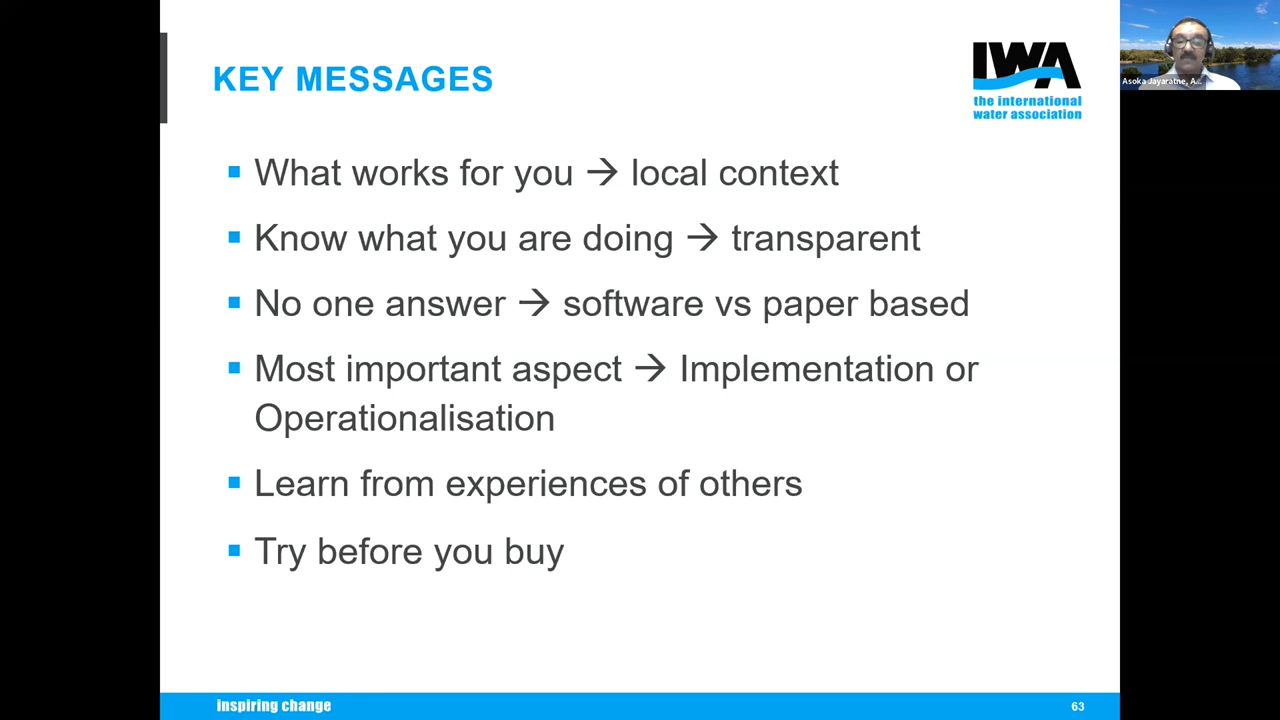 KEY MESSAGES
IWA
the international
water association
Asoka Jayaratne, A...
What works for you → local context
Know what you are doing → transparent
No one answer → software vs paper based
Most important aspect → Implementation or
Operationalisation
Learn from experiences of others
Try before you buy
inspiring change
63